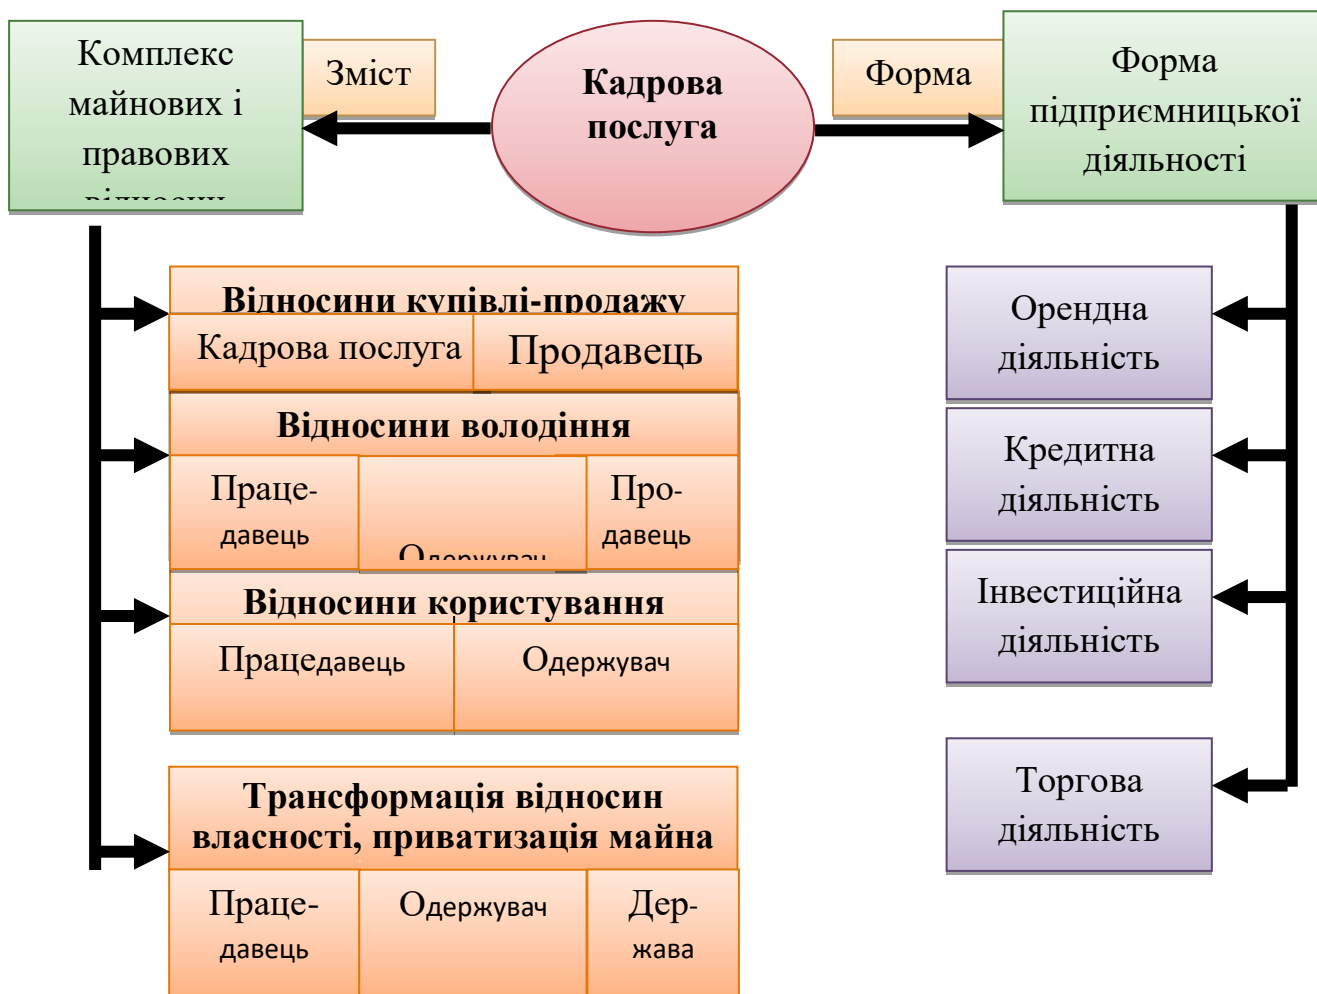 Комплекс
майнових і
правових
відносин
Зміст
Кадрова
послуга
Форма
Форма
підприємницької
діяльності
Відносини купівлі-продажу
Кадрова послуга
Продавець
Відносини володіння
Праце-
давець
Одержувач
Про-
давець
Відносини користування
Працедавець
Одержувач
Трансформація відносин
власності, приватизація майна
Праце-
давець
Одержувач
Дер-
жава
Орендна
діяльність
Кредитна
діяльність
Інвестиційна
діяльність
Торгова
діяльність